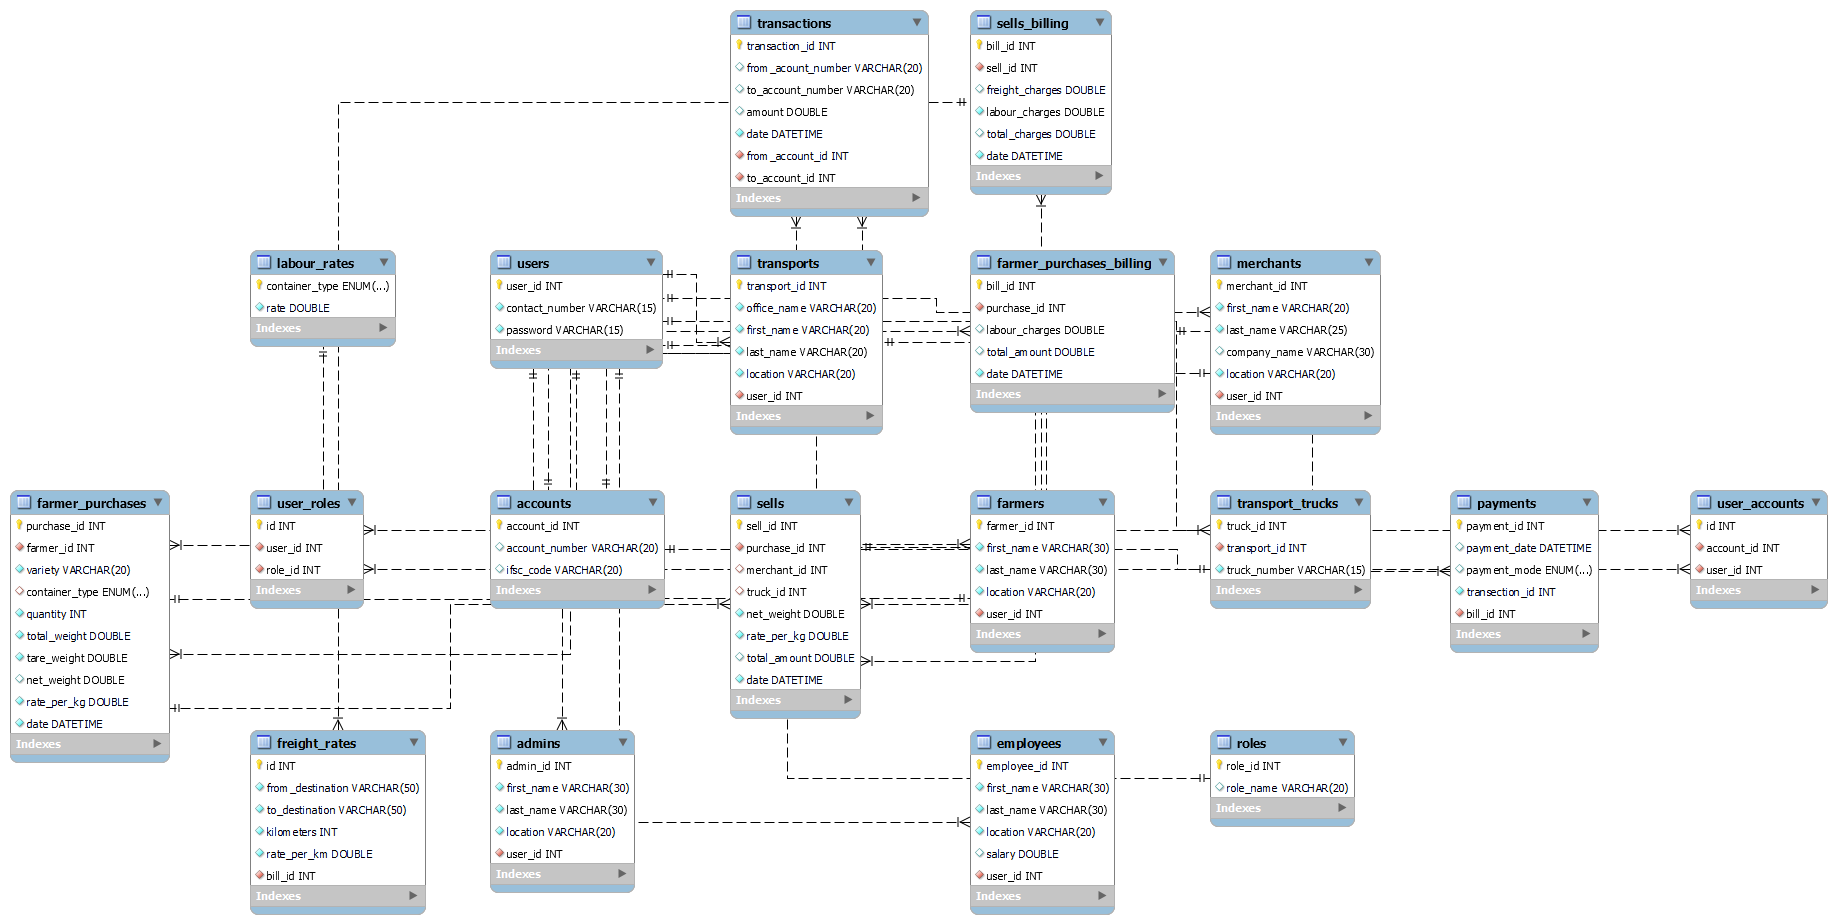 transactions
transaction_id INT
from_acount_number VARCHAR(20)
to_account_number VARCHAR(20)
amount DOUBLE
date DATETIME
from_account_id INT
to_account_id INT
Indexes
sells_billing
bill_id INT
sell_id INT
freight_charges DOUBLE
labour_charges DOUBLE
total_charges DOUBLE
date DATETIME
Indexes
labour_rates
container_type ENUM(...)
rate DOUBLE
Indexes
users
user_id INT
contact_number VARCHAR(15)
password VARCHAR(15)
Indexes
transports
transport_id INT
office_name VARCHAR(20)
first_name VARCHAR(20)
last_name VARCHAR(20)
location VARCHAR(20)
user_id INT
Indexes
farmer_purchases_billing
bill_id INT
purchase_id INT
labour_charges DOUBLE
total_amount DOUBLE
date DATETIME
Indexes
merchants
merchant_id INT
first_name VARCHAR(20)
last_name VARCHAR(25)
company_name VARCHAR(30)
location VARCHAR(20)
user_id INT
Indexes
farmer_purchases
purchase_id INT
farmer_id INT
variety VARCHAR(20)
container_type ENUM(...)
quantity INT
total_weight DOUBLE
tare_weight DOUBLE
net_weight DOUBLE
rate_per_kg DOUBLE
date DATETIME
Indexes
user_roles
id INT
user_id INT
role_id INT
Indexes
accounts
account_id INT
account_number VARCHAR(20)
ifsc_code VARCHAR(20)
Indexes
sells
sell_id INT
purchase_id INT
merchant_id INT
truck_id INT
net_weight DOUBLE
rate_per_kg DOUBLE
total_amount DOUBLE
date DATETIME
Indexes
farmers
farmer_id INT
first_name VARCHAR(30)
last_name VARCHAR(30)
location VARCHAR(20)
user_id INT
Indexes
transport_trucks
truck_id INT
transport_id INT
truck_number VARCHAR(15)
Indexes
payments
payment_id INT
payment_date DATETIME
payment_mode ENUM(...)
transection_id INT
bill_id INT
Indexes
user_accounts
id INT
account_id INT
user_id INT
Indexes
freight_rates
id INT
from_destination VARCHAR(50)
to_destination VARCHAR(50)
kilometers INT
rate_per_km DOUBLE
bill_id INT
Indexes
admins
admin_id INT
first_name VARCHAR(30)
last_name VARCHAR(30)
location VARCHAR(20)
user_id INT
Indexes
employees
employee_id INT
first_name VARCHAR(30)
last_name VARCHAR(30)
location VARCHAR(20)
salary DOUBLE
user_id INT
Indexes
roles
role_id INT
role_name VARCHAR(20)
Indexes